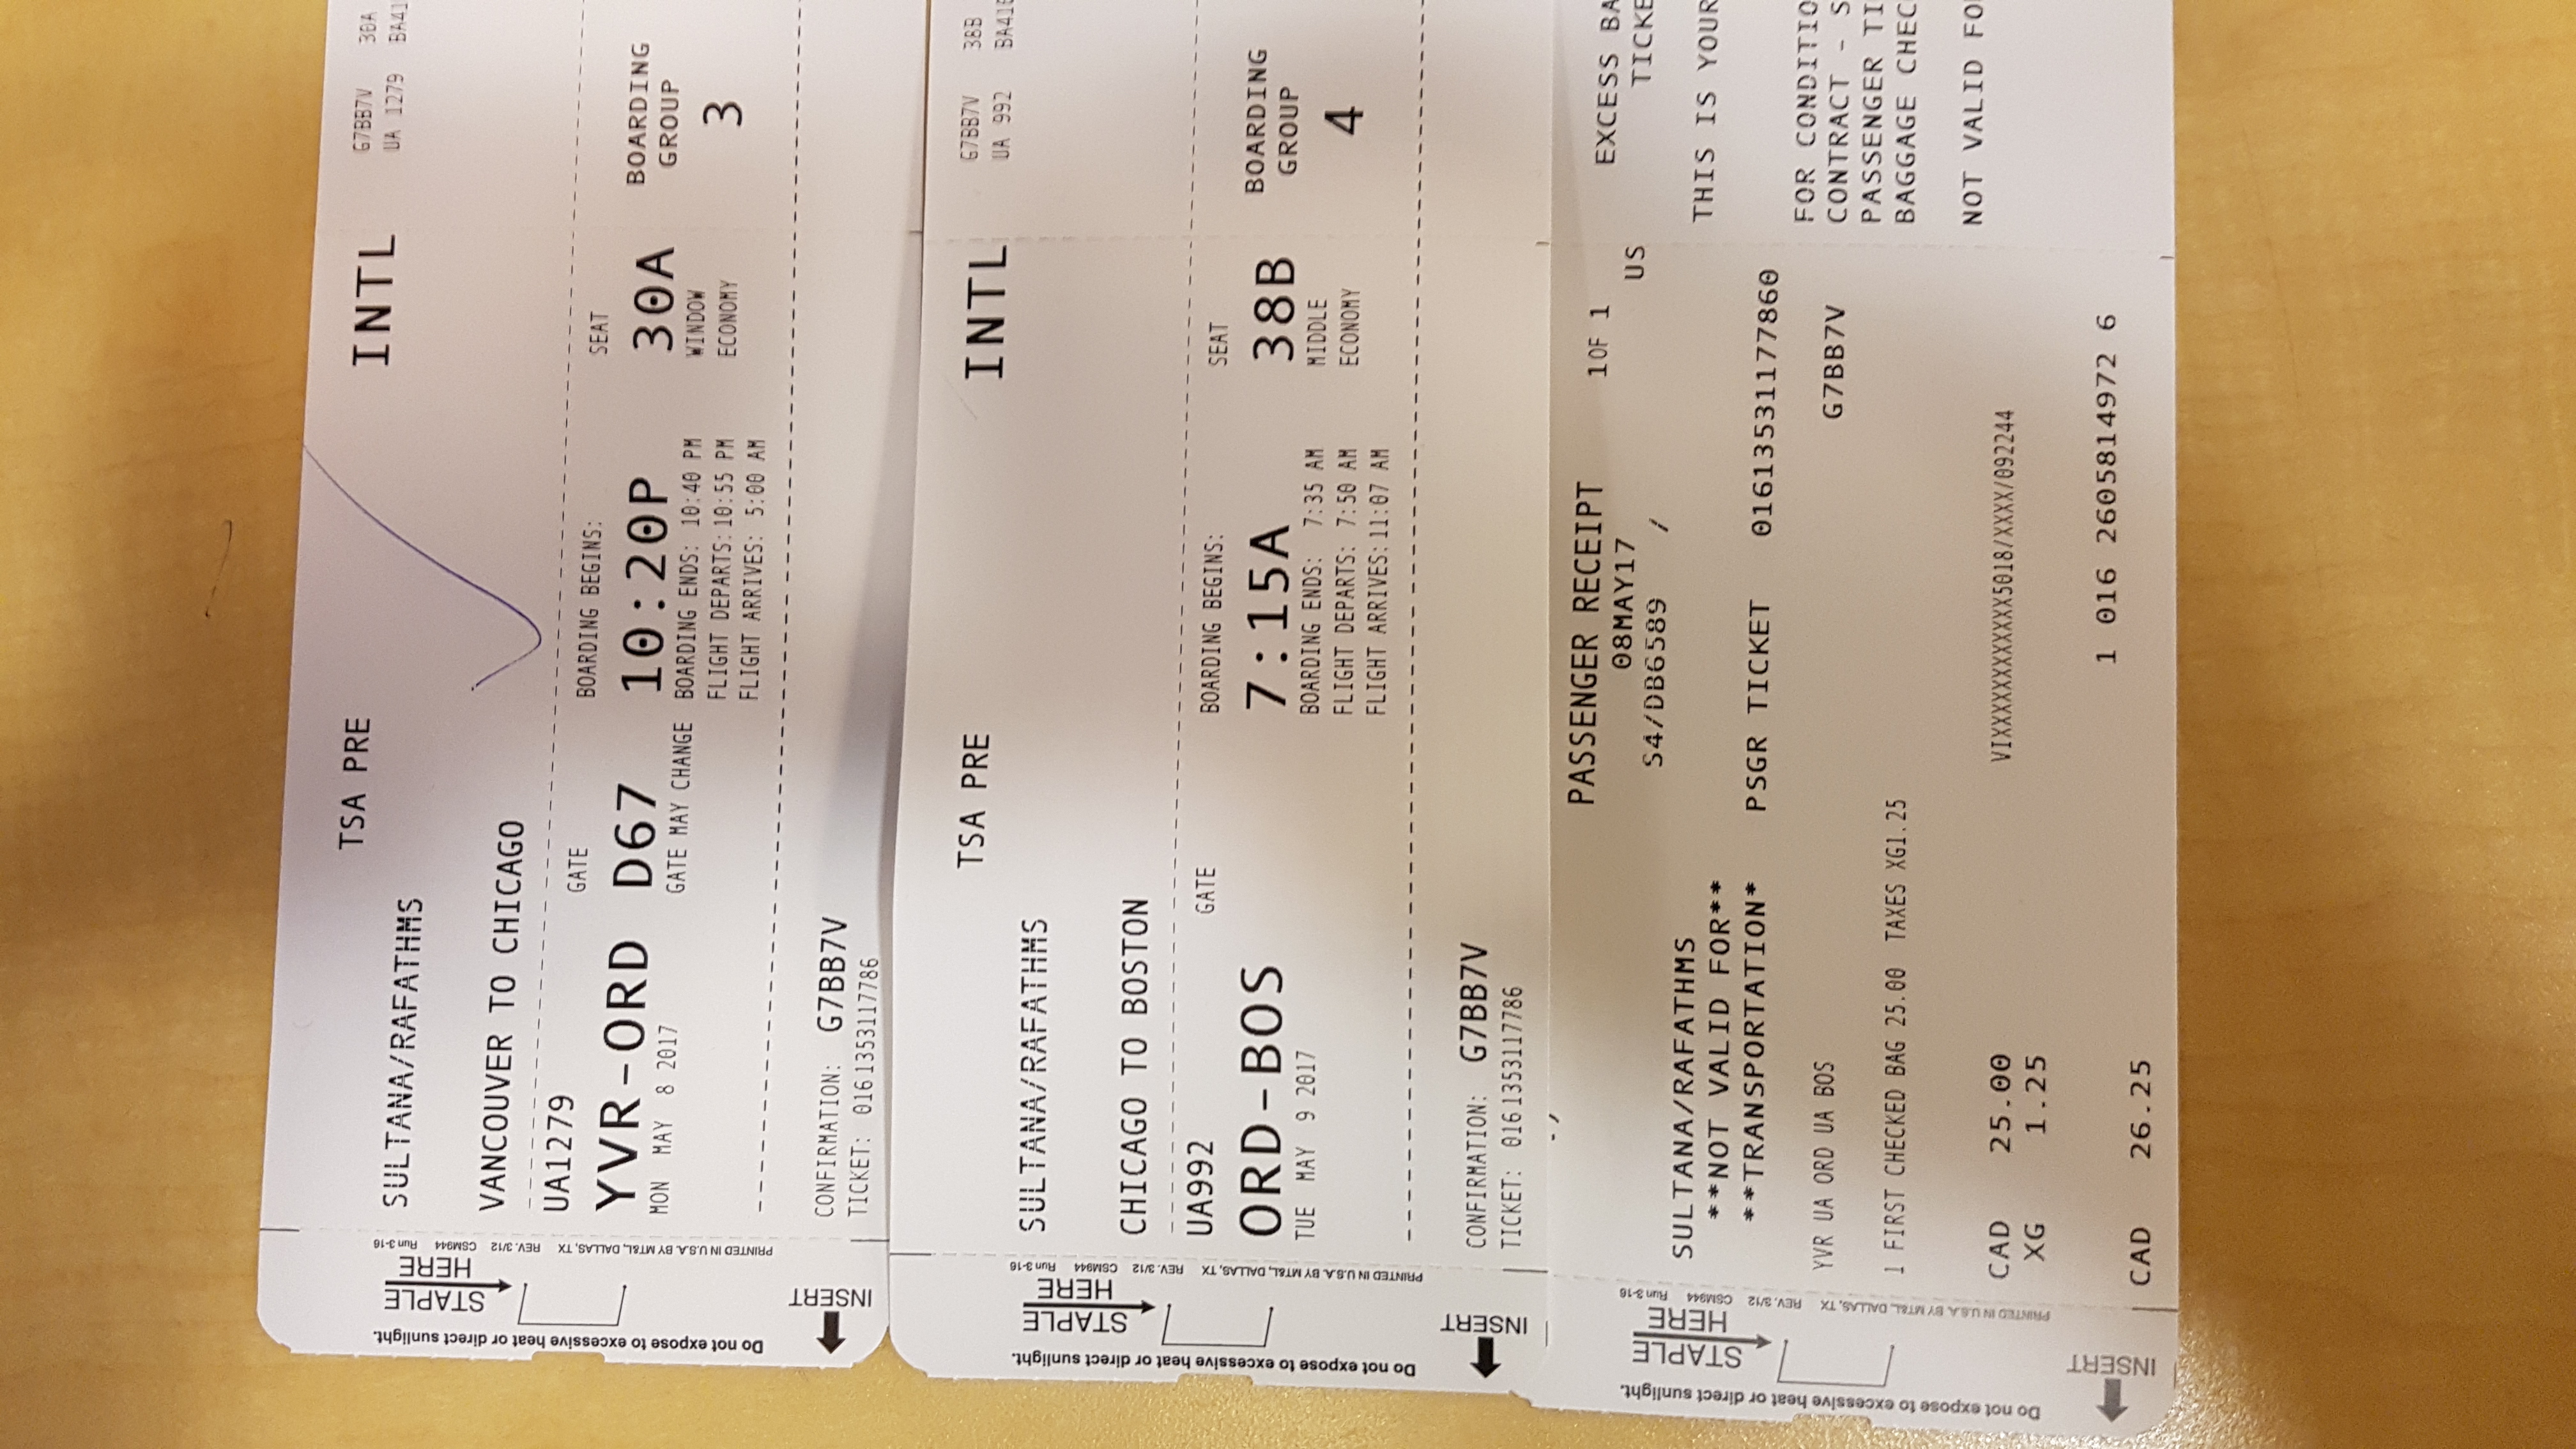 Do not expose to excessive heat or direct sunlight.
STAPLE
HERE
INSERT
PRINTED IN U.S.A. BY MT&L, DALLAS, TX REV. 3/12 CSM944 Run 3-16
TSA PRE
INTL
G7BB7V 30A
UA 1279 BA41
SULTANA/RAFATHMS
VANCOUVER TO CHICAGO
UA1279
GATE
BOARDING BEGINS:
SEAT
YVR-ORD D67 10:20P 30A
BOARDING
GROUP
3
MON MAY 8 2017
GATE MAY CHANGE
BOARDING ENDS: 10:40 PM
WINDOW
FLIGHT DEPARTS: 10:55 PM
ECONOMY
FLIGHT ARRIVES: 5:00 AM
CONFIRMATION: G7BB7V
TICKET: 0161353117786
Do not expose to excessive heat or direct sunlight.
STAPLE
HERE
INSERT
PRINTED IN U.S.A. BY MT&L, DALLAS, TX REV. 3/12 CSM944 Run 3-16
TSA PRE
INTL
G7BB7V 38B
UA 992 BA41
SULTANA/RAFATHMS
CHICAGO TO BOSTON
UA992
GATE
BOARDING BEGINS:
SEAT
ORD-BOS 7:15A 38B
BOARDING
GROUP
4
TUE MAY 9 2017
BOARDING ENDS: 7:35 AM
MIDDLE
FLIGHT DEPARTS: 7:50 AM
ECONOMY
FLIGHT ARRIVES: 11:07 AM
CONFIRMATION: G7BB7V
TICKET: 0161353117786
Do not expose to excessive heat or direct sunlight.
STAPLE
HERE
INSERT
PRINTED IN U.S.A. BY MT&L, DALLAS, TX REV. 3/12 CSM944 Run 3-16
PASSENGER RECEIPT 1OF 1
08MAY17
US
S4/DB6589 /
SULTANA/RAFATHMS
**NOT VALID FOR**
**TRANSPORTATION* PSGR TICKET 01613531177860
YVR UA ORD UA BOS
G7BB7V
1 FIRST CHECKED BAG 25.00 TAXES XG1.25
CAD 25.00
VIXXXXXXXXXXXX5018/XXXX/092244
XG 1.25
1 016 2605814972 6
CAD 26.25
EXCESS BA
TICKE
THIS IS YOUR
FOR CONDITIO
CONTRACT - S
PASSENGER TI
BAGGAGE CHEC
NOT VALID FO